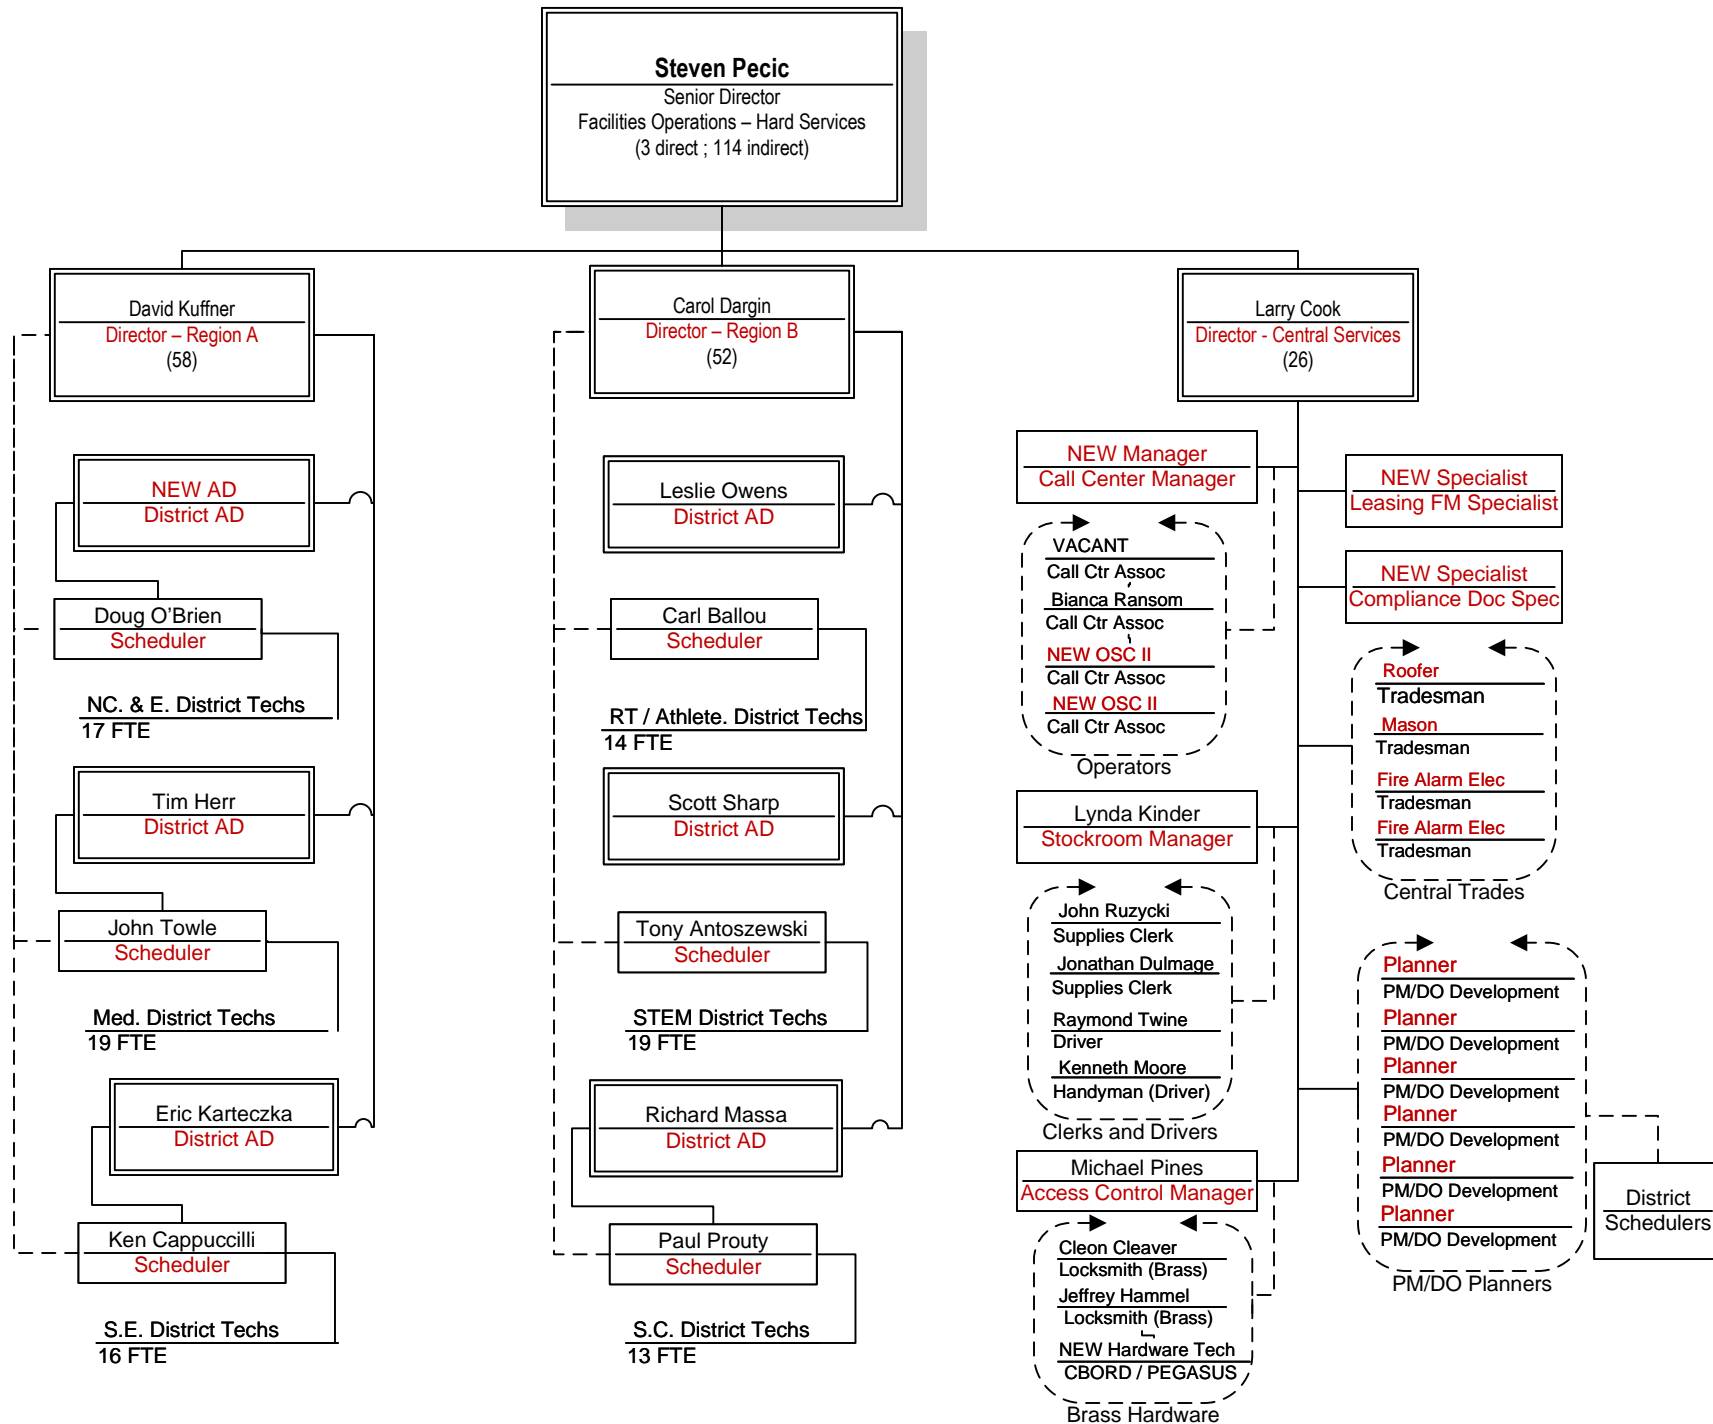 Steven Pecic
Senior Director
Facilities Operations – Hard Services
(3 direct ; 114 indirect)
David Kuffner
Director – Region A
(58)
NEW AD
District AD
Doug O'Brien
Scheduler
NC. & E. District Techs
17 FTE
Tim Herr
District AD
John Towle
Scheduler
Med. District Techs
19 FTE
Eric Karteczka
District AD
Ken Cappuccilli
Scheduler
S.E. District Techs
16 FTE
Carol Dargin
Director – Region B
(52)
Leslie Owens
District AD
Carl Ballou
Scheduler
RT / Athlete. District Techs
14 FTE
Scott Sharp
District AD
Tony Antoszewski
Scheduler
STEM District Techs
19 FTE
Richard Massa
District AD
Paul Prouty
Scheduler
S.C. District Techs
13 FTE
Larry Cook
Director - Central Services
(26)
NEW Manager
Call Center Manager
VACANT
Call Ctr Assoc
Bianca Ransom
Call Ctr Assoc
NEW OSC II
Call Ctr Assoc
NEW OSC II
Call Ctr Assoc
Operators
Lynda Kinder
Stockroom Manager
John Ruzycki
Supplies Clerk
Jonathan Dulmage
Supplies Clerk
Raymond Twine
Driver
Kenneth Moore
Handyman (Driver)
Clerks and Drivers
Michael Pines
Access Control Manager
Cleon Cleaver
Locksmith (Brass)
Jeffrey Hammel
Locksmith (Brass)
NEW Hardware Tech
CBORD / PEGASUS
Brass Hardware
NEW Specialist
Leasing FM Specialist
NEW Specialist
Compliance Doc Spec
Roofer
Tradesman
Mason
Tradesman
Fire Alarm Elec
Tradesman
Fire Alarm Elec
Tradesman
Central Trades
Planner
PM/DO Development
Planner
PM/DO Development
Planner
PM/DO Development
Planner
PM/DO Development
Planner
PM/DO Development
Planner
PM/DO Development
PM/DO Planners
District
Schedulers